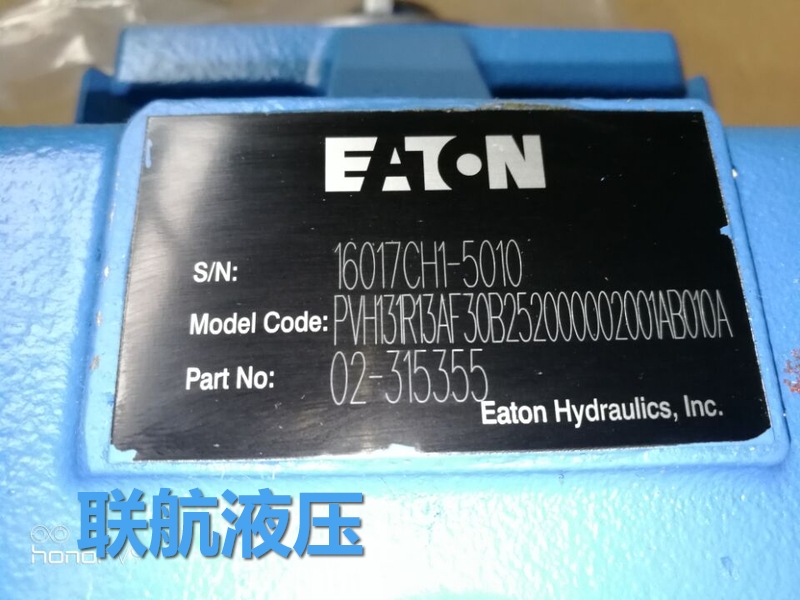 EATON
S/N: 16017CH1-5010
Model Code: PVH131R13AF30B252000002001AB010A
Part No: 02-315355
Eaton Hydraulics, Inc.
联航液压